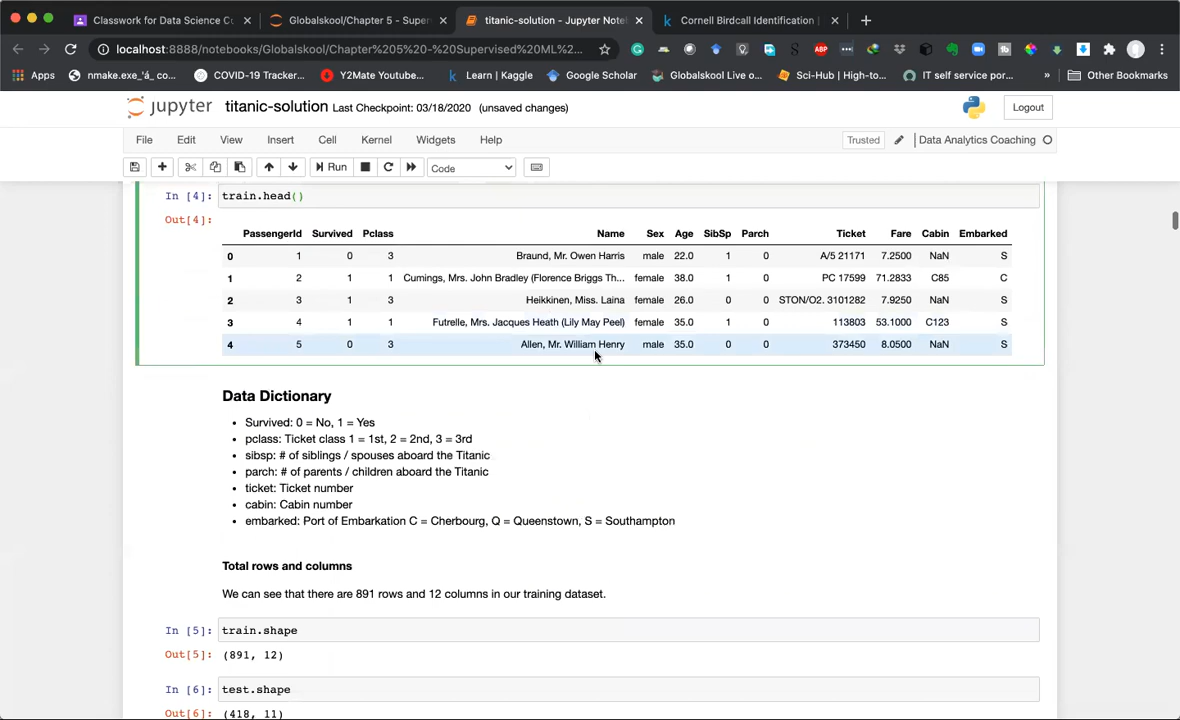 Classwork for Data Science Co
Globalskool/Chapter 5 - Super
titanic-solution - Jupyter Note
Cornell Birdcall Identification
localhost:8888/notebooks/Globalskool/Chapter%205%20-%20Supervised%20ML%...
Apps nmake.exe'á_co... COVID-19 Tracker... Y2Mate Youtube... Learn | Kaggle Google Scholar Globalskool Live o... Sci-Hub | High-to... IT self service por... » Other Bookmarks
jupyter titanic-solution Last Checkpoint: 03/18/2020 (unsaved changes) Logout
File Edit View Insert Cell Kernel Widgets Help Trusted Data Analytics Coaching
Run Code
In [4]: train.head()
Out[4]:
PassengerId Survived Pclass Name Sex Age SibSp Parch Ticket Fare Cabin Embarked
0 1 0 3 Braund, Mr. Owen Harris male 22.0 1 0 A/5 21171 7.2500 NaN S
1 2 1 1 Cumings, Mrs. John Bradley (Florence Briggs Th... female 38.0 1 0 PC 17599 71.2833 C85 C
2 3 1 3 Heikkinen, Miss. Laina female 26.0 0 0 STON/O2. 3101282 7.9250 NaN S
3 4 1 1 Futrelle, Mrs. Jacques Heath (Lily May Peel) female 35.0 1 0 113803 53.1000 C123 S
4 5 0 3 Allen, Mr. William Henry male 35.0 0 0 373450 8.0500 NaN S
Data Dictionary
• Survived: 0 = No, 1 = Yes
• pclass: Ticket class 1 = 1st, 2 = 2nd, 3 = 3rd
• sibsp: # of siblings / spouses aboard the Titanic
• parch: # of parents / children aboard the Titanic
• ticket: Ticket number
• cabin: Cabin number
• embarked: Port of Embarkation C = Cherbourg, Q = Queenstown, S = Southampton
Total rows and columns
We can see that there are 891 rows and 12 columns in our training dataset.
In [5]: train.shape
Out[5]: (891, 12)
In [6]: test.shape
Out[6]: (418, 11)